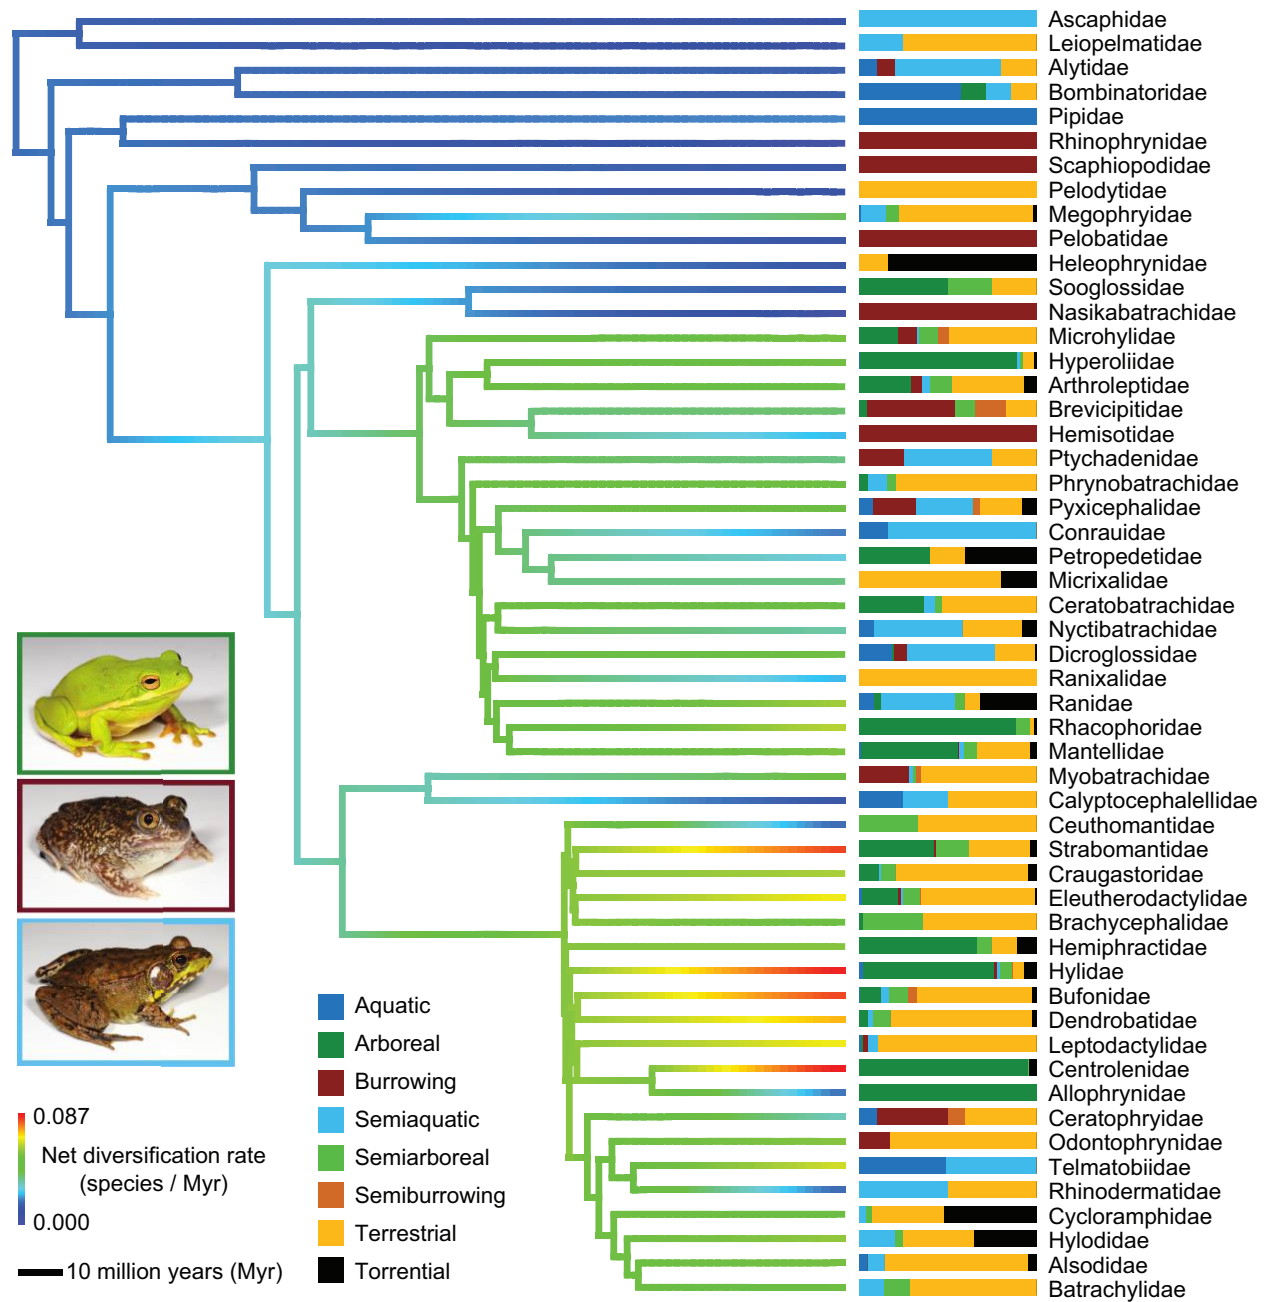 Ascaphidae
Leiopelmatidae
Alytidae
Bombinatoridae
Pipidae
Rhinophrynidae
Scaphiopodidae
Pelodytidae
Megophryidae
Pelobatidae
Heleophrynidae
Sooglossidae
Nasikabatrachidae
Microhylidae
Hyperoliidae
Arthroleptidae
Brevicipitidae
Hemisotidae
Ptychadenidae
Phrynobatrachidae
Pyxicephalidae
Conrauidae
Petropedetidae
Micrixalidae
Ceratobatrachidae
Nyctibatrachidae
Dicroglossidae
Ranixalidae
Ranidae
Rhacophoridae
Mantellidae
Myobatrachidae
Calyptocephalellidae
Ceuthomantidae
Strabomantidae
Craugastoridae
Eleutherodactylidae
Brachycephalidae
Hemiphractidae
Hylidae
Bufonidae
Dendrobatidae
Leptodactylidae
Centrolenidae
Allophrynidae
Ceratophryidae
Odontophrynidae
Telmatobiidae
Rhinodermatidae
Cycloramphidae
Hylodidae
Alsodidae
Batrachylidae
Aquatic
Arboreal
Burrowing
Semiaquatic
Semiarboreal
Semiburrowing
Terrestrial
Torrential
0.087
Net diversification rate
(species / Myr)
0.000
10 million years (Myr)